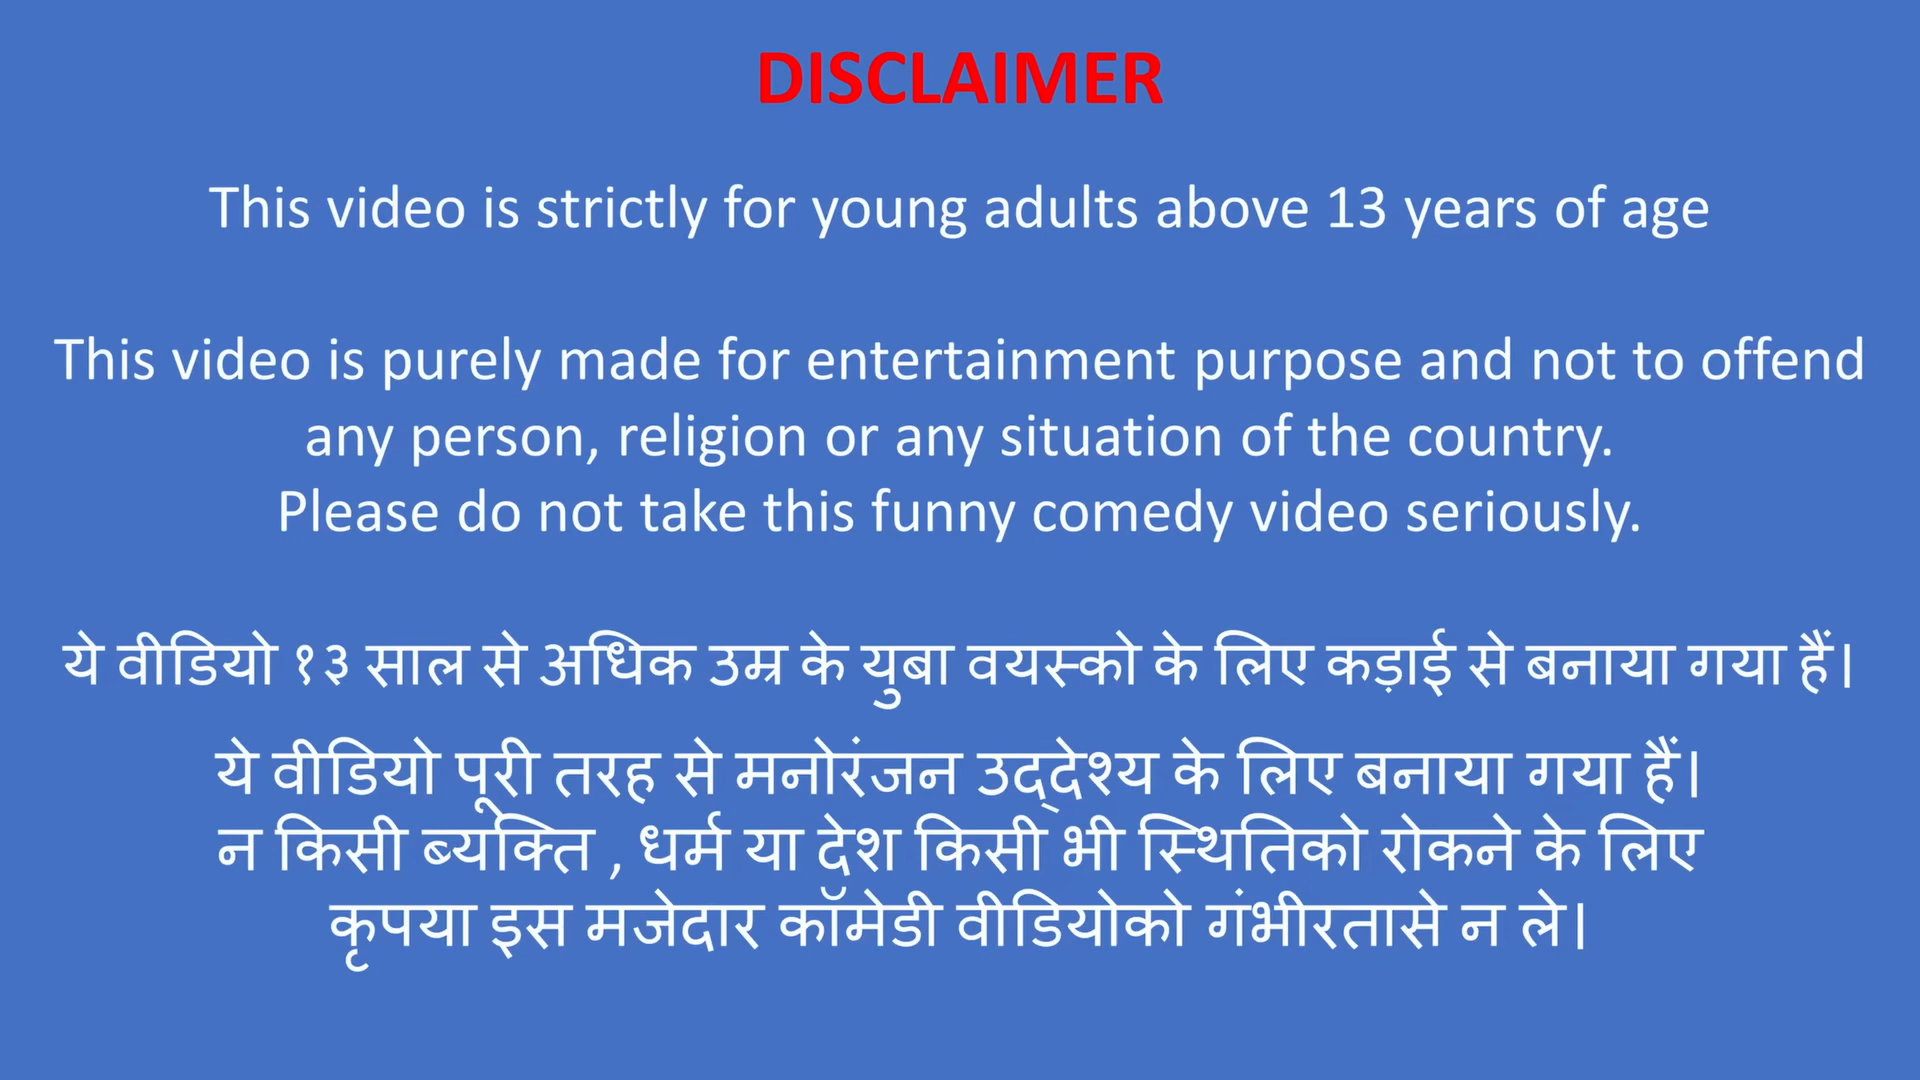 DISCLAIMER
This video is strictly for young adults above 13 years of age
This video is purely made for entertainment purpose and not to offend
any person, religion or any situation of the country.
Please do not take this funny comedy video seriously.
ये वीडियो १३ साल से अधिक उम्र के युबा वयस्को के लिए कड़ाई से बनाया गया हैं।
ये वीडियो पूरी तरह से मनोरंजन उद्देश्य के लिए बनाया गया हैं।
न किसी ब्यक्ति , धर्म या देश किसी भी स्थितिको रोकने के लिए
कृपया इस मजेदार कॉमेडी वीडियोको गंभीरतासे न ले।